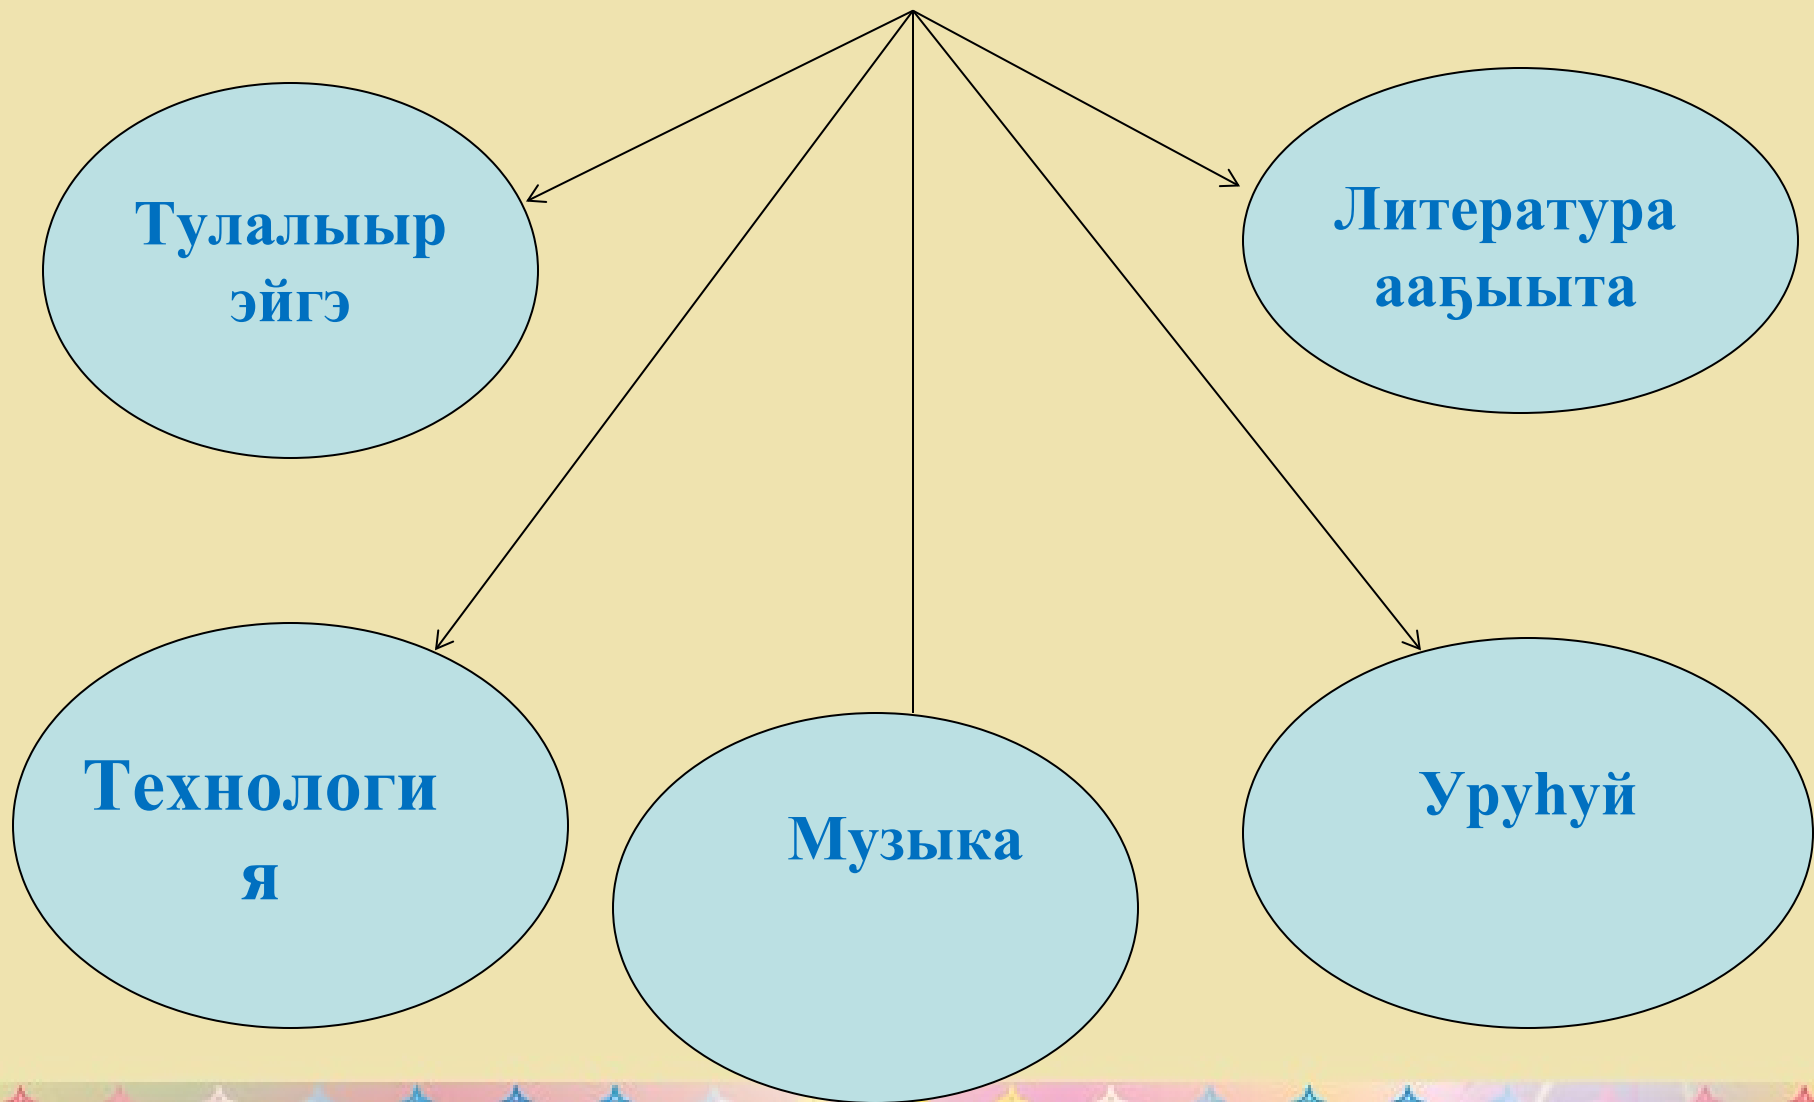 Тулалыыр
эйгэ
Литература
ааҕыыта
Технологи
я
Музыка
Уруһуй